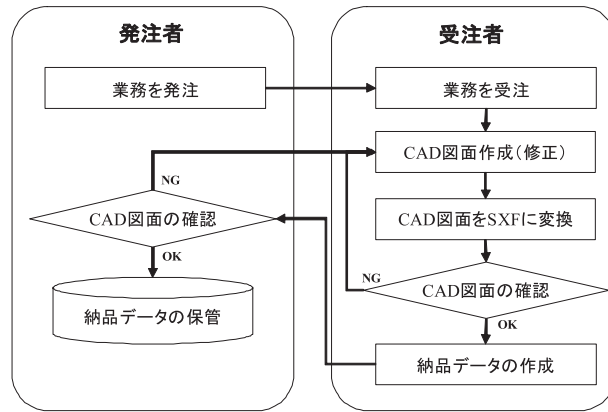 発注者
業務を発注
NG
CAD図面の確認
OK
納品データの保管
受注者
業務を受注
CAD図面作成（修正）
CAD図面をSXFに変換
NG
CAD図面の確認
OK
納品データの作成